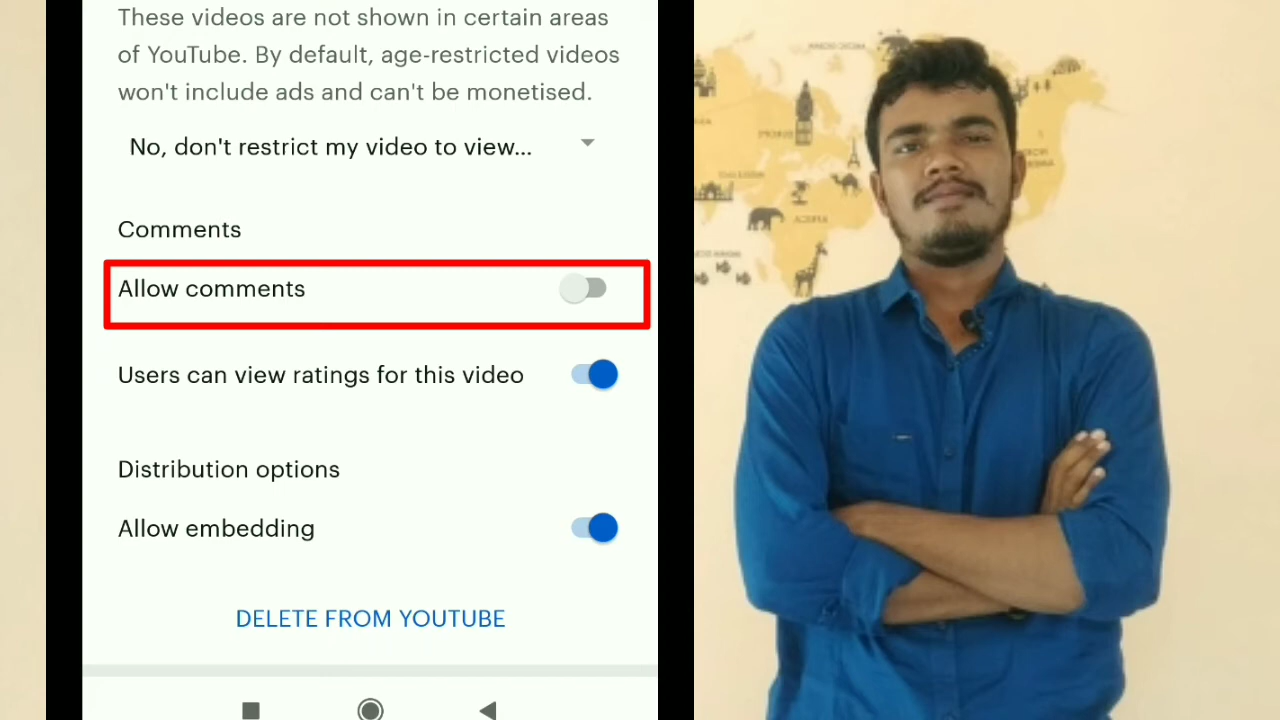 These videos are not shown in certain areas
of YouTube. By default, age-restricted videos
won't include ads and can't be monetised.
No, don't restrict my video to view...
Comments
Allow comments
Users can view ratings for this video
Distribution options
Allow embedding
DELETE FROM YOUTUBE